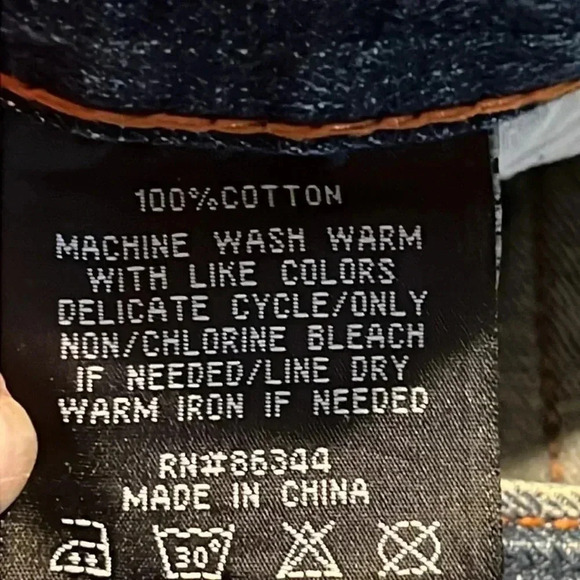 100%COTTON
MACHINE WASH WARM
WITH LIKE COLORS
DELICATE CYCLE/ONLY
NON/CHLORINE BLEACH
IF NEEDED/LINE DRY
WARM IRON IF NEEDED
RN#86344
MADE IN CHINA
30°